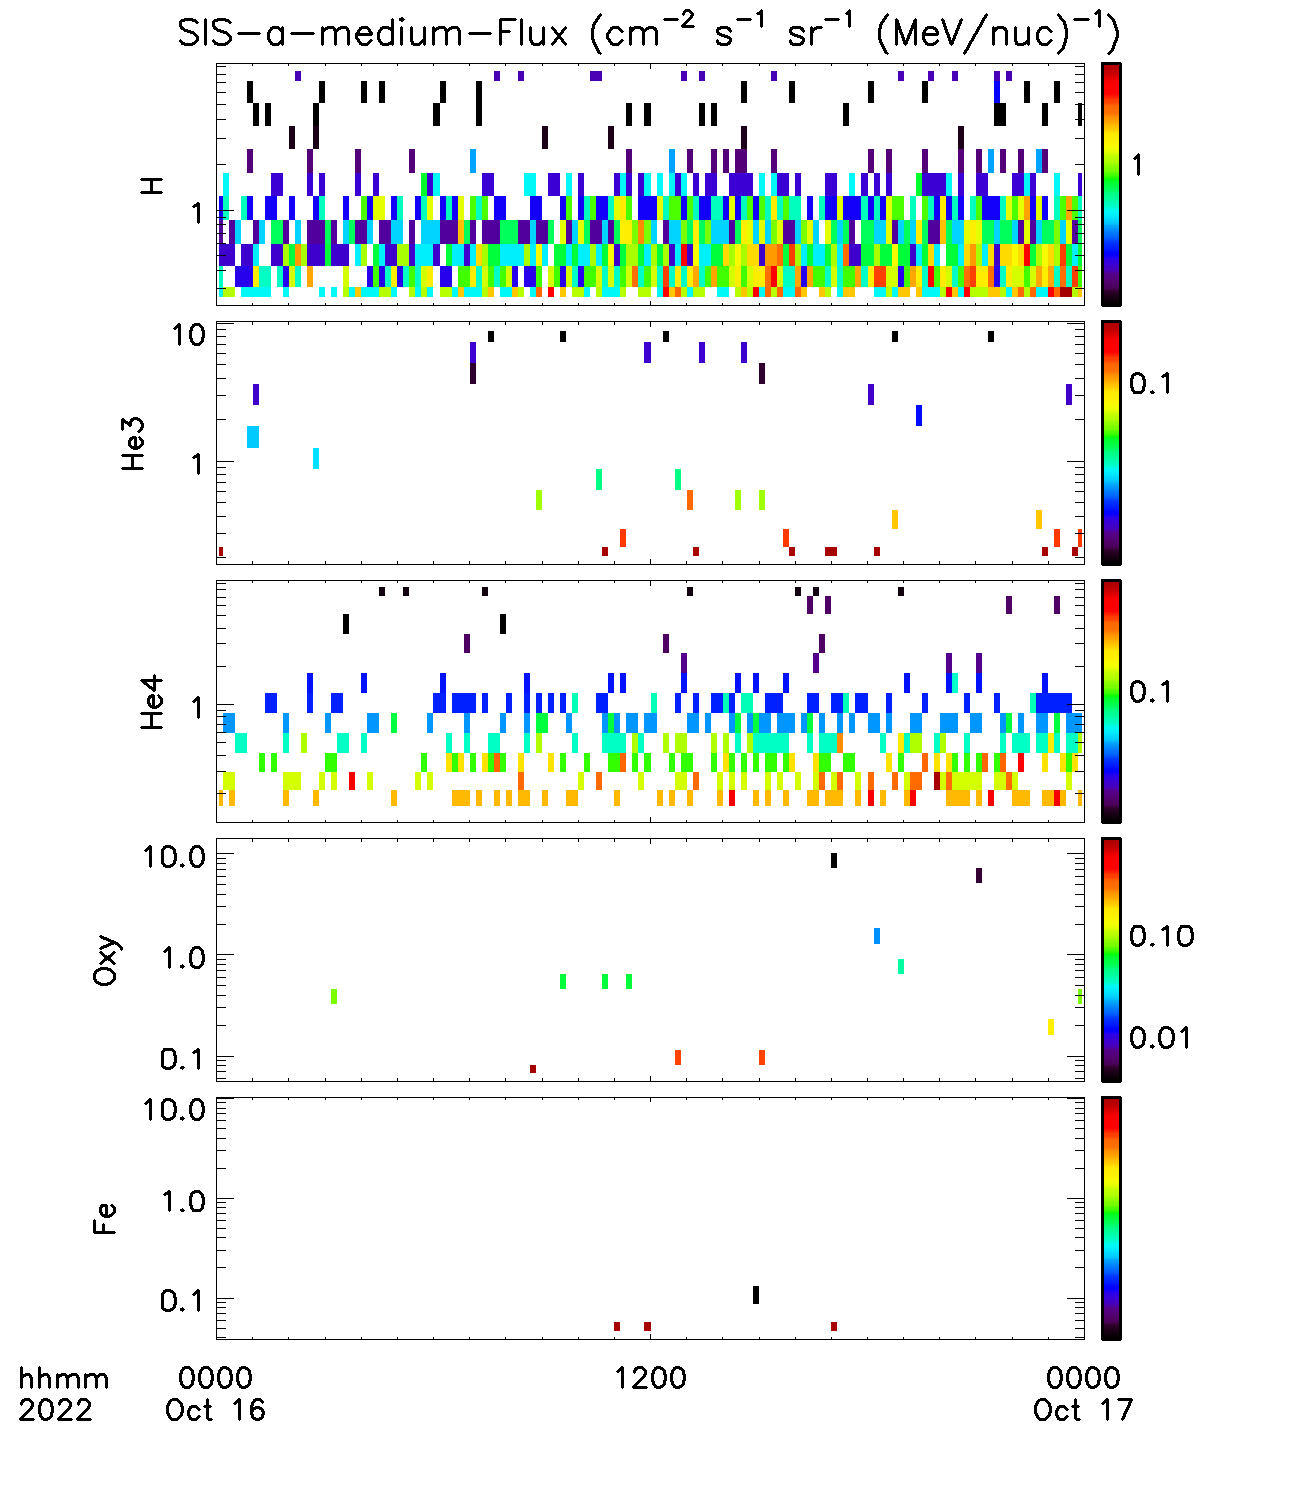 SIS-a-medium-Flux (cm⁻² s⁻¹ sr⁻¹ (MeV/nuc)⁻¹)
H
1
1
He3
10
1
0.1
He4
1
0.1
Oxy
10.0
1.0
0.1
0.10
0.01
Fe
10.0
1.0
0.1
hhmm 0000 1200 0000
2022 Oct 16 Oct 17